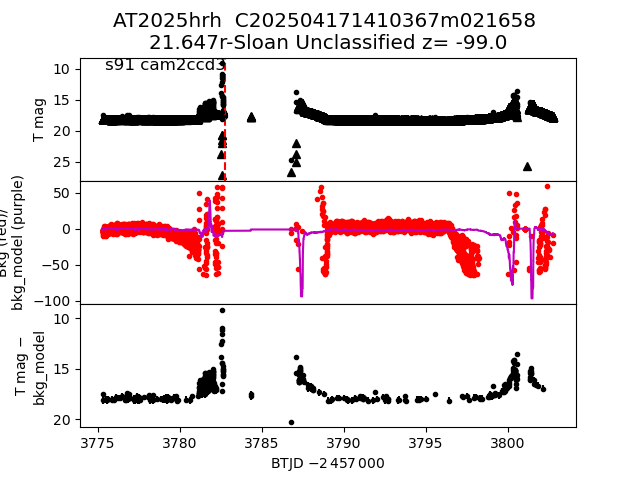 AT2025hrh C202504171410367m021658
21.647r-Sloan Unclassified z= -99.0
s91 cam2ccd3
10
15
20
25
T mag
50
0
−50
−100
Bkg (red)/
bkg_model (purple)
10
15
20
T mag −
bkg_model
3775 3780 3785 3790 3795 3800
BTJD −2 457 000